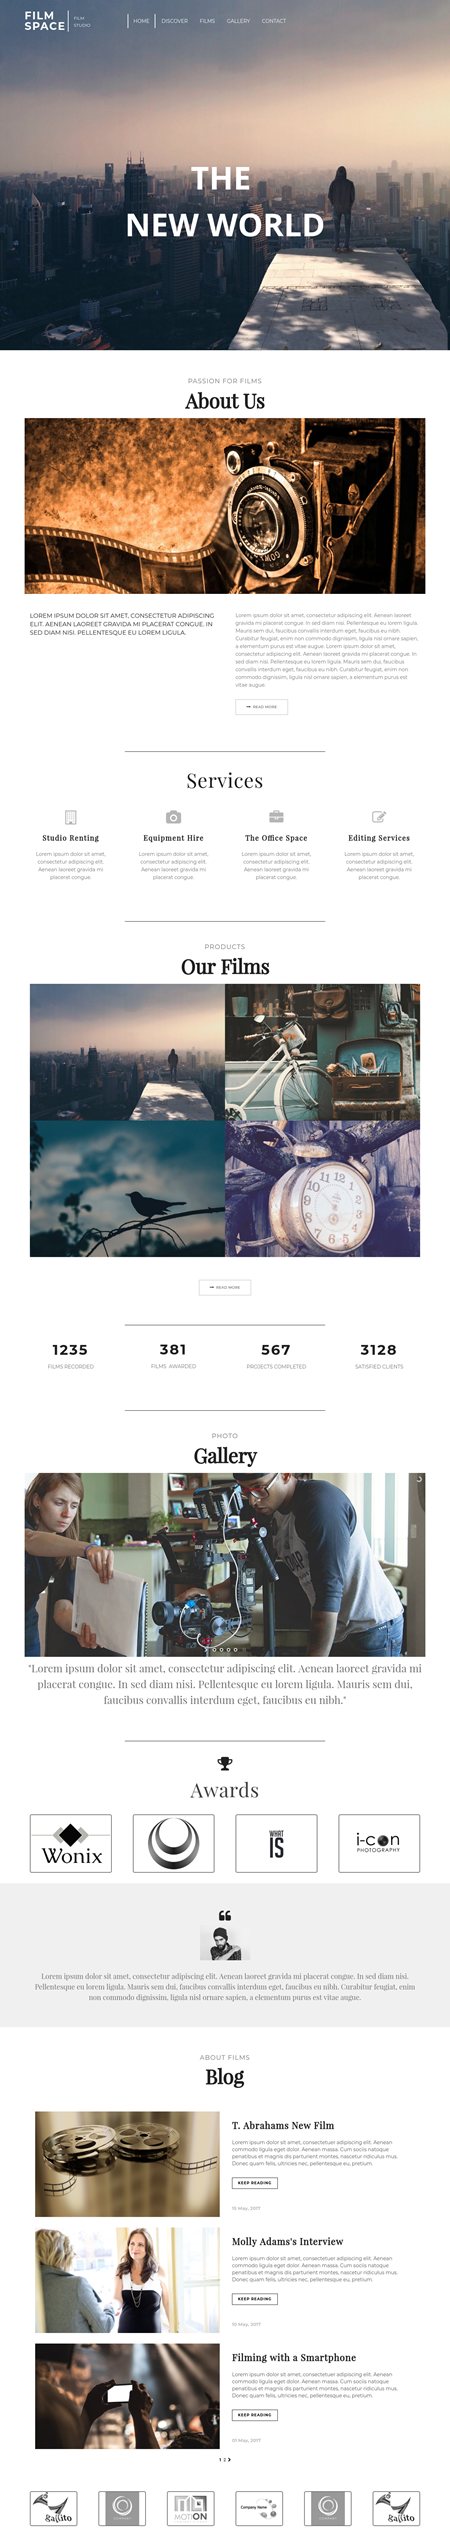 FILM
SPACE
FILM
STUDIO
HOME DISCOVER FILMS GALLERY CONTACT
THE
NEW WORLD
PASSION FOR FILMS
About Us
LOREM IPSUM DOLOR SIT AMET, CONSECTETUR ADIPISCING
ELIT. AENEAN LAOREET GRAVIDA MI PLACERAT CONGUE. IN
SED DIAM NISI. PELLENTESQUE EU LOREM LIGULA.
Lorem ipsum dolor sit amet, consectetur adipiscing elit. Aenean laoreet
gravida mi placerat congue. In sed diam nisi. Pellentesque eu lorem ligula.
Mauris sem dui, faucibus convallis interdum eget, faucibus eu nibh.
Curabitur feugiat, enim non commodo dignissim, ligula nisl ornare sapien,
a elementum purus est vitae augue. Lorem ipsum dolor sit amet,
consectetur adipiscing elit. Aenean laoreet gravida mi placerat congue. In
sed diam nisi. Pellentesque eu lorem ligula. Mauris sem dui, faucibus
convallis interdum eget, faucibus eu nibh. Curabitur feugiat, enim non
commodo dignissim, ligula nisl ornare sapien, a elementum purus est
vitae augue.
READ MORE
Services
Studio Renting
Lorem ipsum dolor sit amet,
consectetur adipiscing elit.
Aenean laoreet gravida mi
placerat congue.
Equipment Hire
Lorem ipsum dolor sit amet,
consectetur adipiscing elit.
Aenean laoreet gravida mi
placerat congue.
The Office Space
Lorem ipsum dolor sit amet,
consectetur adipiscing elit.
Aenean laoreet gravida mi
placerat congue.
Editing Services
Lorem ipsum dolor sit amet,
consectetur adipiscing elit.
Aenean laoreet gravida mi
placerat congue.
PRODUCTS
Our Films
READ MORE
1235
FILMS RECORDED
381
FILMS AWARDED
567
PROJECTS COMPLETED
3128
SATISFIED CLIENTS
PHOTO
Gallery
"Lorem ipsum dolor sit amet, consectetur adipiscing elit. Aenean laoreet gravida mi
placerat congue. In sed diam nisi. Pellentesque eu lorem ligula. Mauris sem dui,
faucibus convallis interdum eget, faucibus eu nibh."
Awards
Wonix
WHAT
IS
i-con
PHOTOGRAPHY
Lorem ipsum dolor sit amet, consectetur adipiscing elit. Aenean laoreet gravida mi placerat congue. In sed diam nisi.
Pellentesque eu lorem ligula. Mauris sem dui, faucibus convallis interdum eget, faucibus eu nibh. Curabitur feugiat, enim
non commodo dignissim, ligula nisl ornare sapien, a elementum purus est vitae augue.
ABOUT FILMS
Blog
T. Abrahams New Film
Lorem ipsum dolor sit amet, consectetuer adipiscing elit. Aenean
commodo ligula eget dolor. Aenean massa. Cum sociis natoque
penatibus et magnis dis parturient montes, nascetur ridiculus mus.
Donec quam felis, ultricies nec, pellentesque eu, pretium.
KEEP READING
15 May, 2017
Molly Adams's Interview
Lorem ipsum dolor sit amet, consectetuer adipiscing elit. Aenean
commodo ligula eget dolor. Aenean massa. Cum sociis natoque
penatibus et magnis dis parturient montes, nascetur ridiculus mus.
Donec quam felis, ultricies nec, pellentesque eu, pretium.
KEEP READING
10 May, 2017
Filming with a Smartphone
Lorem ipsum dolor sit amet, consectetuer adipiscing elit. Aenean
commodo ligula eget dolor. Aenean massa. Cum sociis natoque
penatibus et magnis dis parturient montes, nascetur ridiculus mus.
Donec quam felis, ultricies nec, pellentesque eu, pretium.
KEEP READING
01 May, 2017
1 2
gallito
COMPANY
MOTION
Company Name
COMPANY
gallito